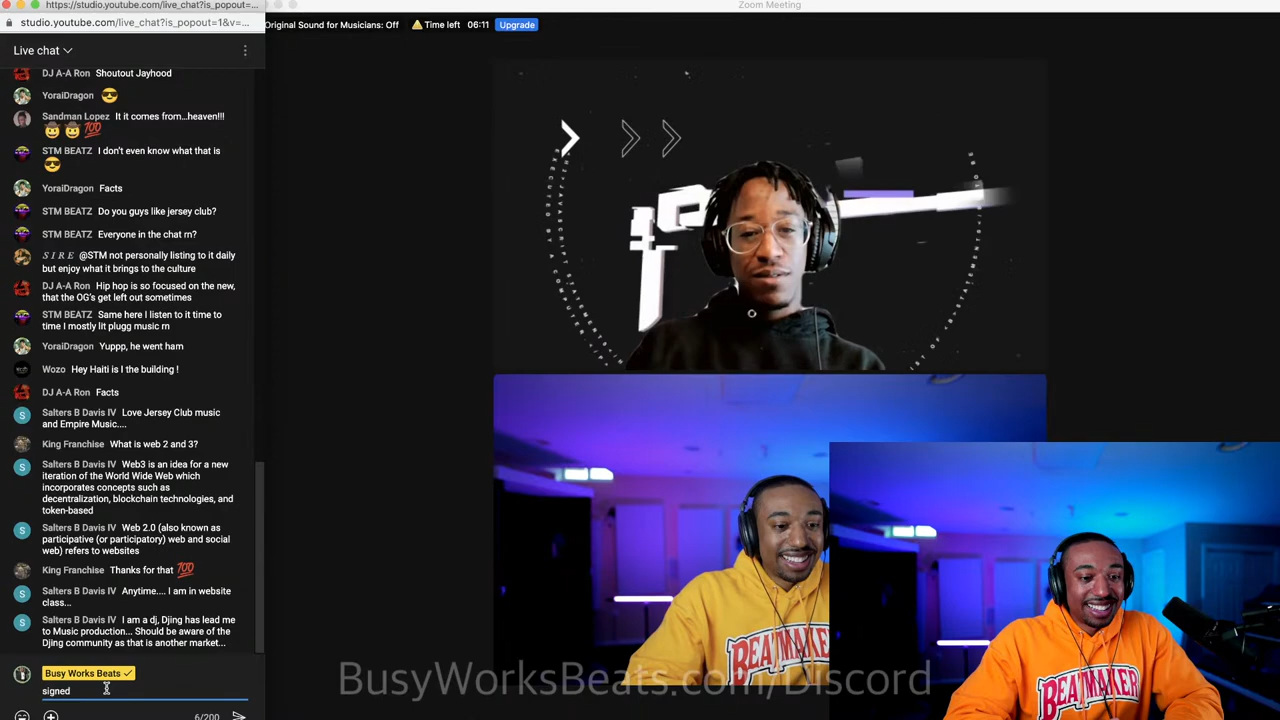 https://studio.youtube.com/live_chat?is_popout=...
Zoom Meeting
studio.youtube.com/live_chat?is_popout=1&v=...
Original Sound for Musicians: Off
Time left 06:11
Upgrade
Live chat
DJ A-A Ron Shoutout Jayhood
YoraiDragon 😎
Sandman Lopez It it comes from...heaven!!!
🤠 🤠 💯
STM BEATZ I don't even know what that is
😎
YoraiDragon Facts
STM BEATZ Do you guys like jersey club?
STM BEATZ Everyone in the chat rn?
S I R E @STM not personally listing to it daily
but enjoy what it brings to the culture
DJ A-A Ron Hip hop is so focused on the new,
that the OG's get left out sometimes
STM BEATZ Same here I listen to it time to
time I mostly lit plugg music rn
YoraiDragon Yuppp, he went ham
Wozo Hey Haiti is I the building !
DJ A-A Ron Facts
Salters B Davis IV Love Jersey Club music
and Empire Music....
King Franchise What is web 2 and 3?
Salters B Davis IV Web3 is an idea for a new
iteration of the World Wide Web which
incorporates concepts such as
decentralization, blockchain technologies, and
token-based
Salters B Davis IV Web 2.0 (also known as
participative (or participatory) web and social
web) refers to websites
King Franchise Thanks for that 💯
Salters B Davis IV Anytime.... I am in website
class...
Salters B Davis IV I am a dj, Djing has lead me
to Music production... Should be aware of the
Djing community as that is another market...
Busy Works Beats
signed
6/200
BusyWorksBeats.com/Discord
BEATMAKER
BEATMAKER